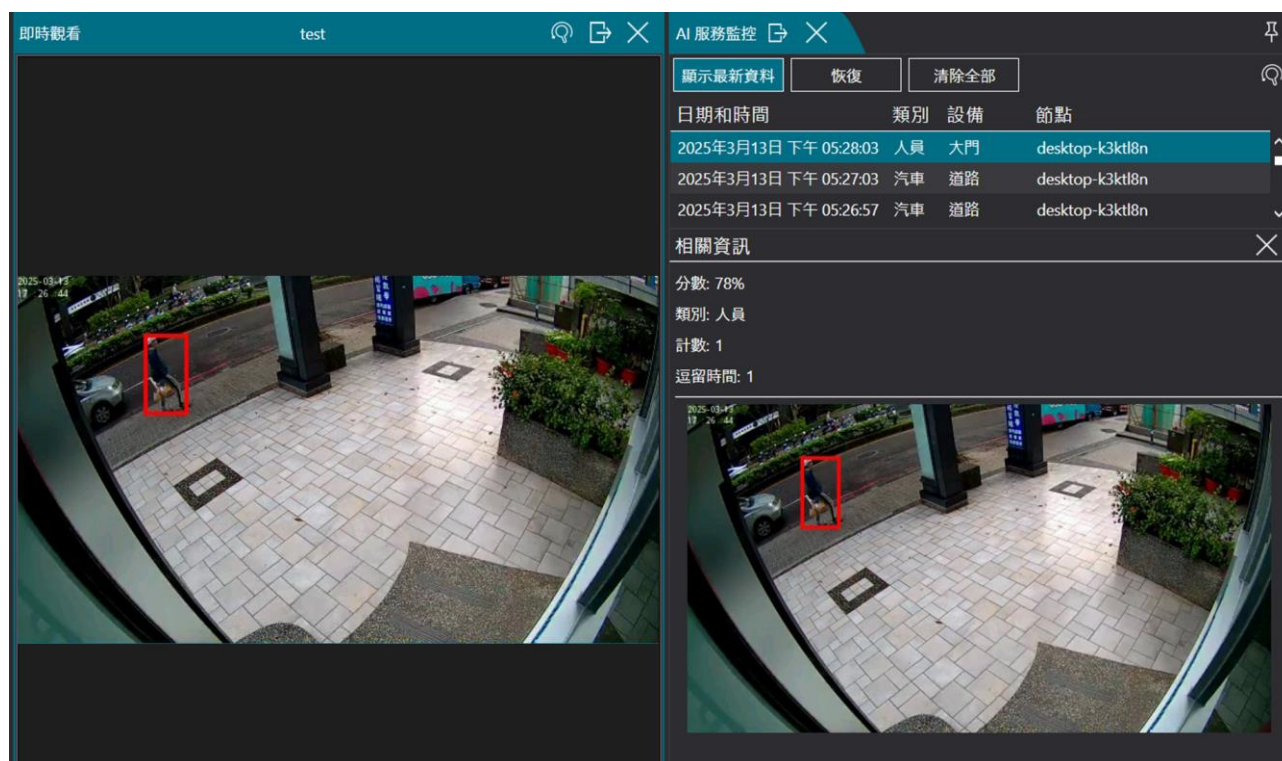 即時觀看
test
2025-03-13
17 26 44
AI 服務監控
顯示最新資料 恢復 清除全部
日期和時間 類別 設備 節點
2025年3月13日 下午 05:28:03 人員 大門 desktop-k3ktl8n
2025年3月13日 下午 05:27:03 汽車 道路 desktop-k3ktl8n
2025年3月13日 下午 05:26:57 汽車 道路 desktop-k3ktl8n
相關資訊
分數: 78%
類別: 人員
計數: 1
逗留時間: 1
2025-03-13
17 26 44